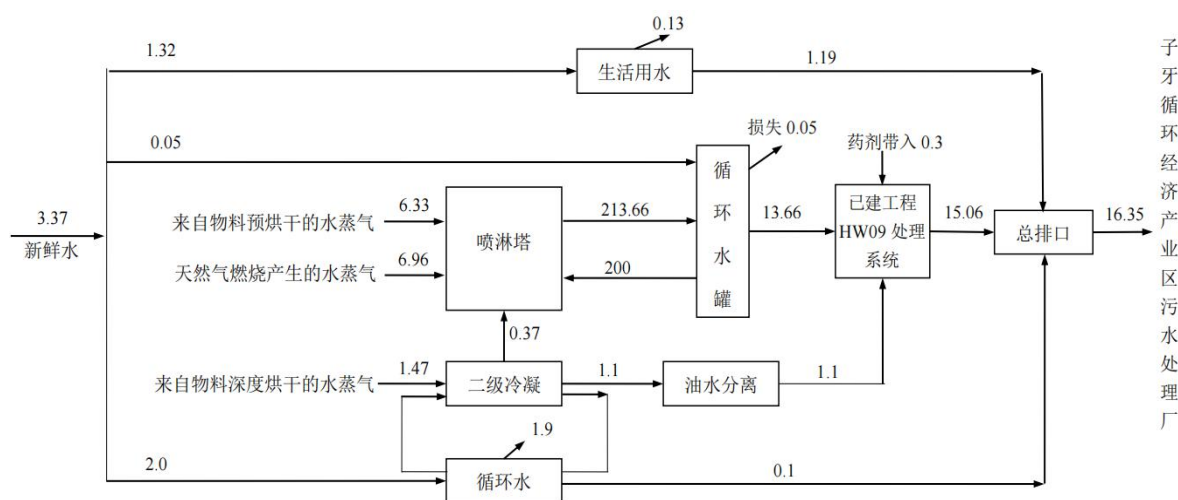 0.13
1.32
生活用水
1.19
0.05
损失 0.05
药剂带入 0.3
循环水罐
3.37
新鲜水
来自物料预烘干的水蒸气
6.33
喷淋塔
213.66
13.66
已建工程
HW09 处理
系统
15.06
总排口
16.35
天然气燃烧产生的水蒸气
6.96
200
0.37
来自物料深度烘干的水蒸气
1.47
二级冷凝
1.1
油水分离
1.1
1.9
2.0
循环水
0.1
子牙循环经济产业区污水处理厂